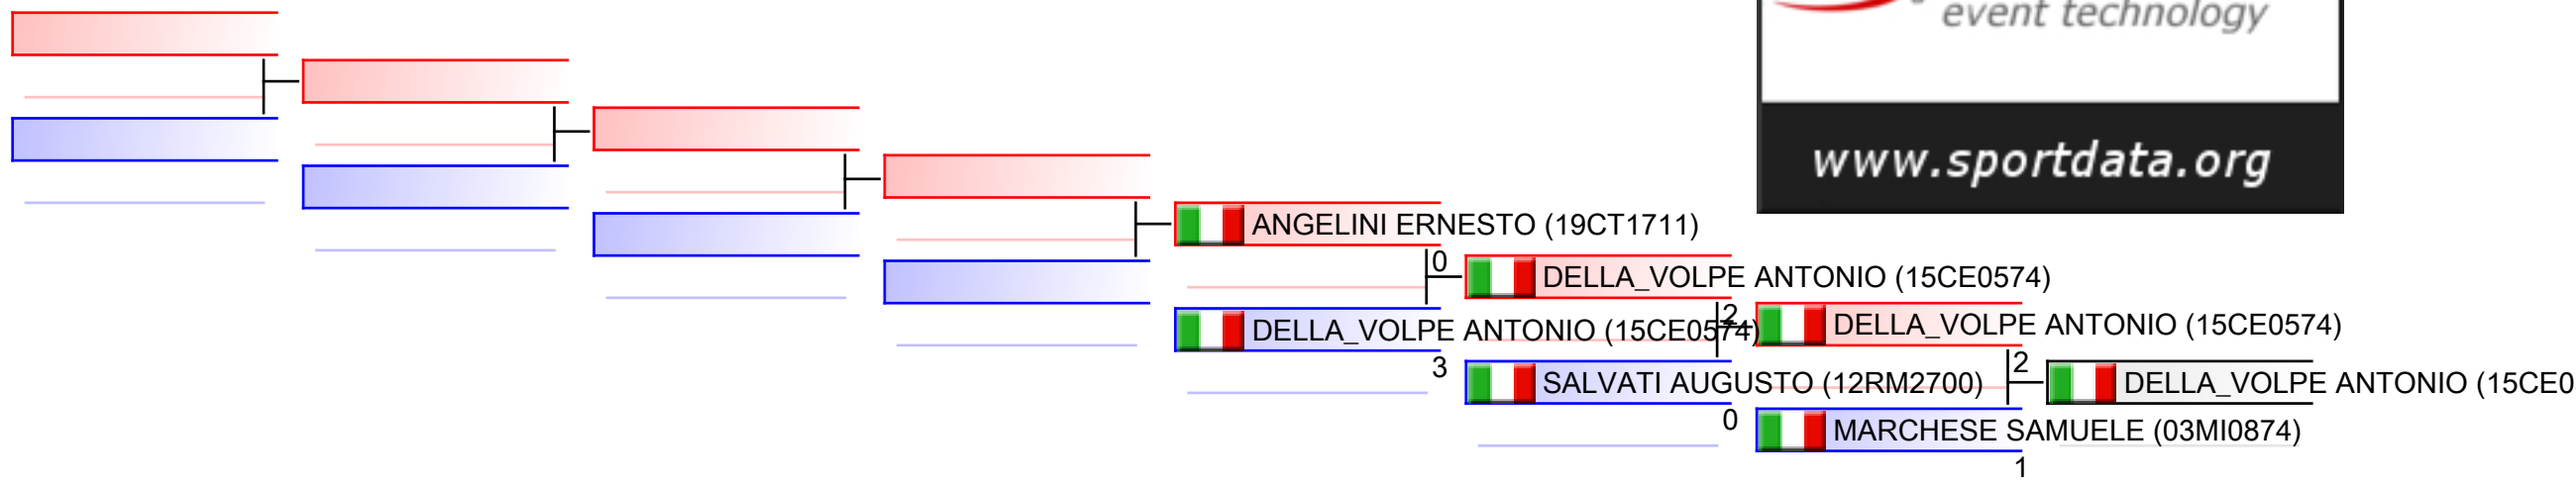 event technology
www.sportdata.org
ANGELINI ERNESTO (19CT1711)
0
DELLA_VOLPE ANTONIO (15CE0574)
2
DELLA_VOLPE ANTONIO (15CE0574)
DELLA_VOLPE ANTONIO (15CE0574)
3
2
SALVATI AUGUSTO (12RM2700)
DELLA_VOLPE ANTONIO (15CE0
0
MARCHESE SAMUELE (03MI0874)
1